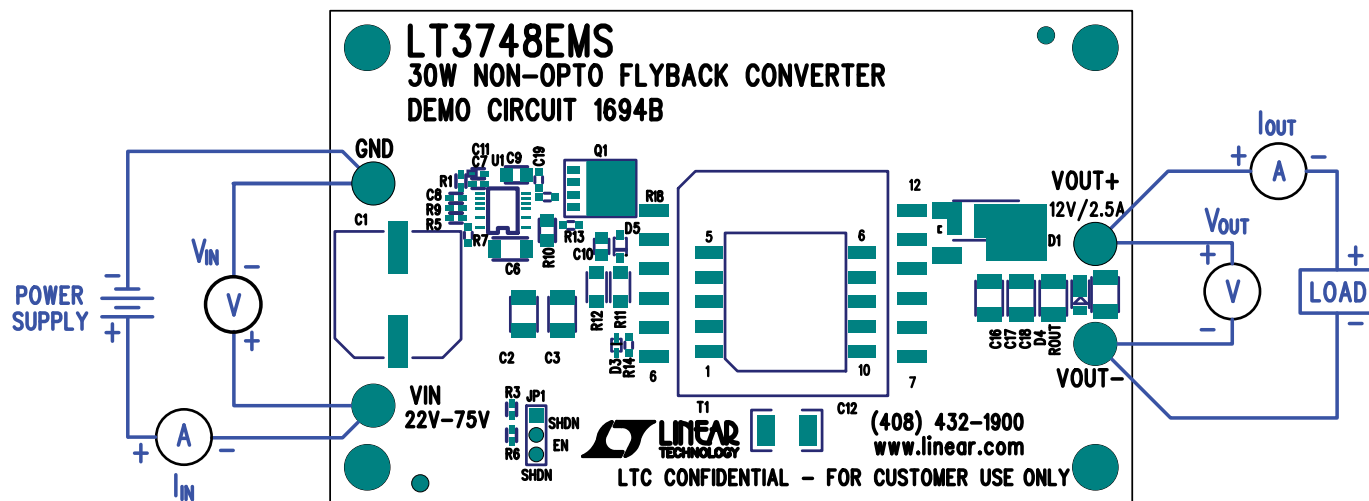 LT3748EMS
30W NON-OPTO FLYBACK CONVERTER
DEMO CIRCUIT 1694B
GND
C11
C7
U1
C9
C19
Q1
R1
C8
R9
R5
R7
C6
R10
R13
C10
D5
R16
C1
12
5
6
VOUT+
12V/2.5A
D1
IOUT
+
A
-
VIN
-
V
+
POWER
SUPPLY
-
+
VOUT
+
V
-
+
LOAD
-
C2
C3
R12
R11
D3
R14
6
1
10
7
C16
C17
C18
D4
ROUT
VOUT-
VIN
22V-75V
R3
JP1
SHDN
EN
R6
SHDN
T1
C12
+
A
-
IIN
LINEAR
TECHNOLOGY
(408) 432-1900
www.linear.com
LTC CONFIDENTIAL - FOR CUSTOMER USE ONLY